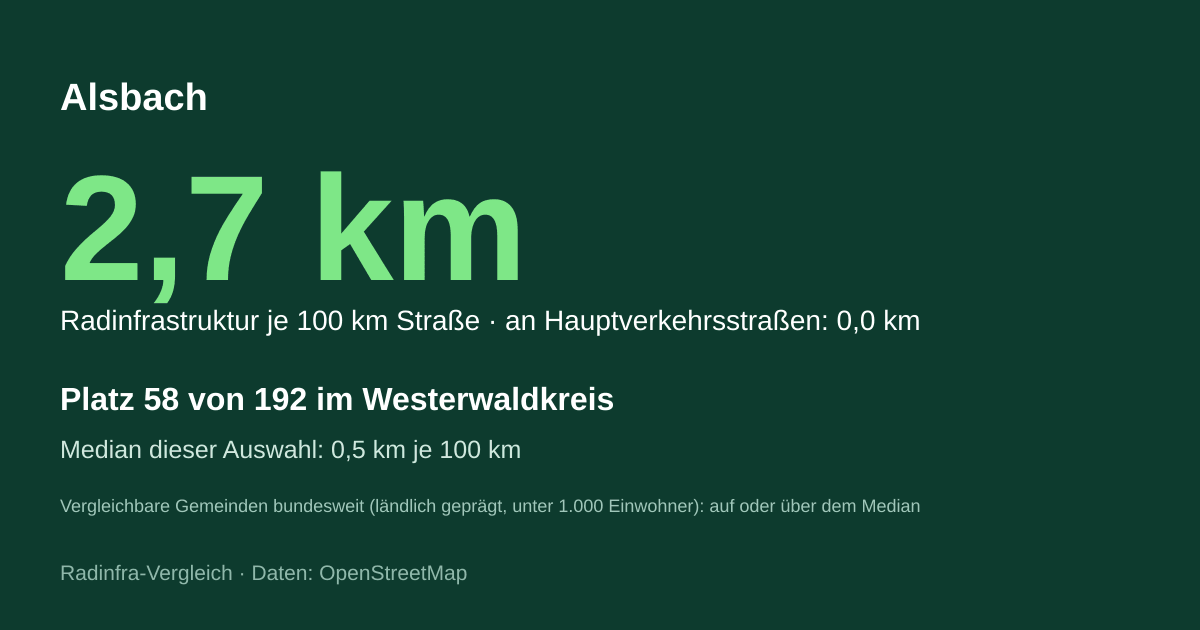 Alsbach
2,7 km
Radinfrastruktur je 100 km Straße · an Hauptverkehrsstraßen: 0,0 km
Platz 58 von 192 im Westerwaldkreis
Median dieser Auswahl: 0,5 km je 100 km
Vergleichbare Gemeinden bundesweit (ländlich geprägt, unter 1.000 Einwohner): auf oder über dem Median
Radinfra-Vergleich · Daten: OpenStreetMap